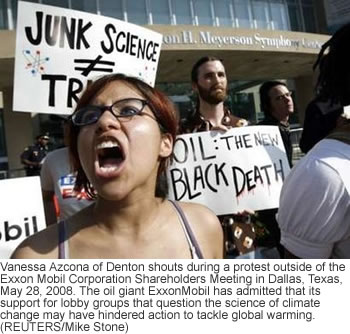 JUNK SCIENCE
≠
TR
ON H. MEYERSON SYMPHO
CENTER
OIL: THE NEW
BLACK DEATH
obil
Vanessa Azcona of Denton shouts during a protest outside of the
Exxon Mobil Corporation Shareholders Meeting in Dallas, Texas,
May 28, 2008. The oil giant ExxonMobil has admitted that its
support for lobby groups that question the science of climate
change may have hindered action to tackle global warming.
(REUTERS/Mike Stone)